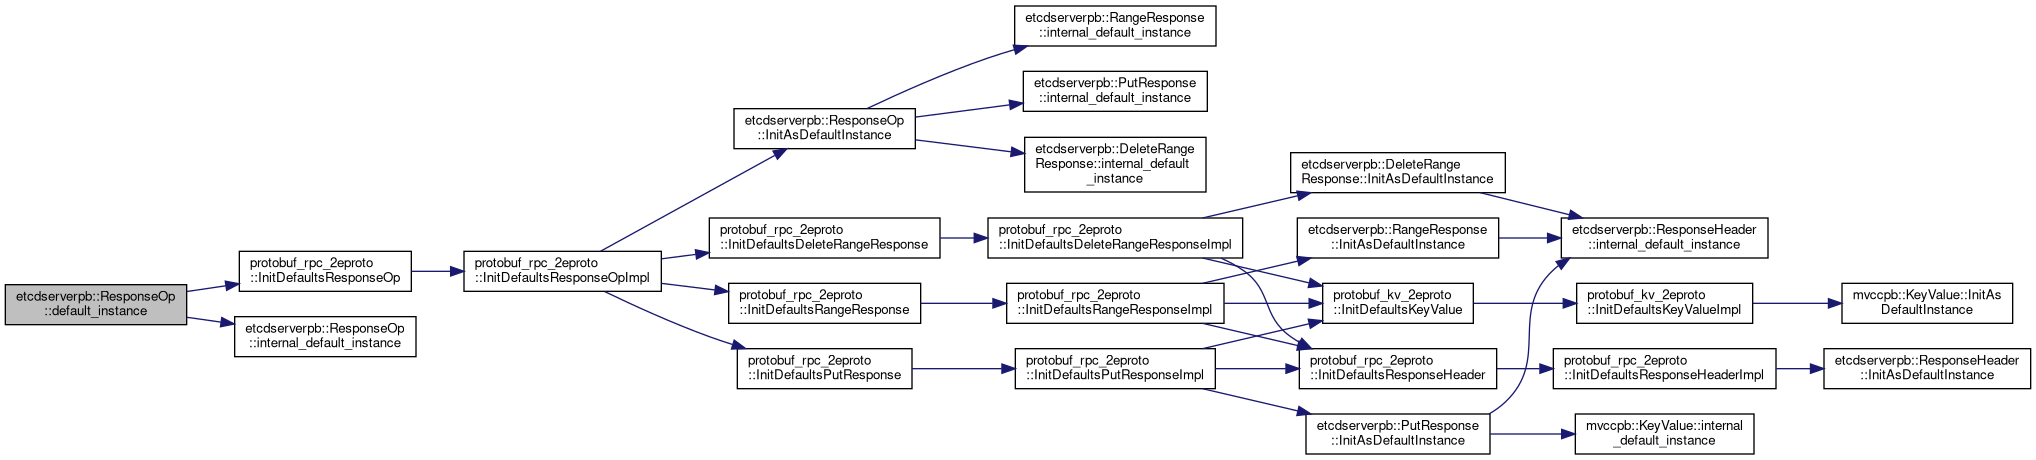 etcdserverpb::ResponseOp
::default_instance
protobuf_rpc_2eproto
::InitDefaultsResponseOp
etcdserverpb::ResponseOp
::internal_default_instance
protobuf_rpc_2eproto
::InitDefaultsResponseOpImpl
etcdserverpb::ResponseOp
::InitAsDefaultInstance
protobuf_rpc_2eproto
::InitDefaultsDeleteRangeResponse
protobuf_rpc_2eproto
::InitDefaultsRangeResponse
protobuf_rpc_2eproto
::InitDefaultsPutResponse
etcdserverpb::RangeResponse
::internal_default_instance
etcdserverpb::PutResponse
::internal_default_instance
etcdserverpb::DeleteRange
Response::internal_default
_instance
protobuf_rpc_2eproto
::InitDefaultsDeleteRangeResponseImpl
protobuf_rpc_2eproto
::InitDefaultsRangeResponseImpl
protobuf_rpc_2eproto
::InitDefaultsPutResponseImpl
etcdserverpb::DeleteRange
Response::InitAsDefaultInstance
etcdserverpb::RangeResponse
::InitAsDefaultInstance
protobuf_kv_2eproto
::InitDefaultsKeyValue
protobuf_rpc_2eproto
::InitDefaultsResponseHeader
etcdserverpb::PutResponse
::InitAsDefaultInstance
etcdserverpb::ResponseHeader
::internal_default_instance
protobuf_kv_2eproto
::InitDefaultsKeyValueImpl
protobuf_rpc_2eproto
::InitDefaultsResponseHeaderImpl
mvccpb::KeyValue::internal
_default_instance
mvccpb::KeyValue::InitAs
DefaultInstance
etcdserverpb::ResponseHeader
::InitAsDefaultInstance